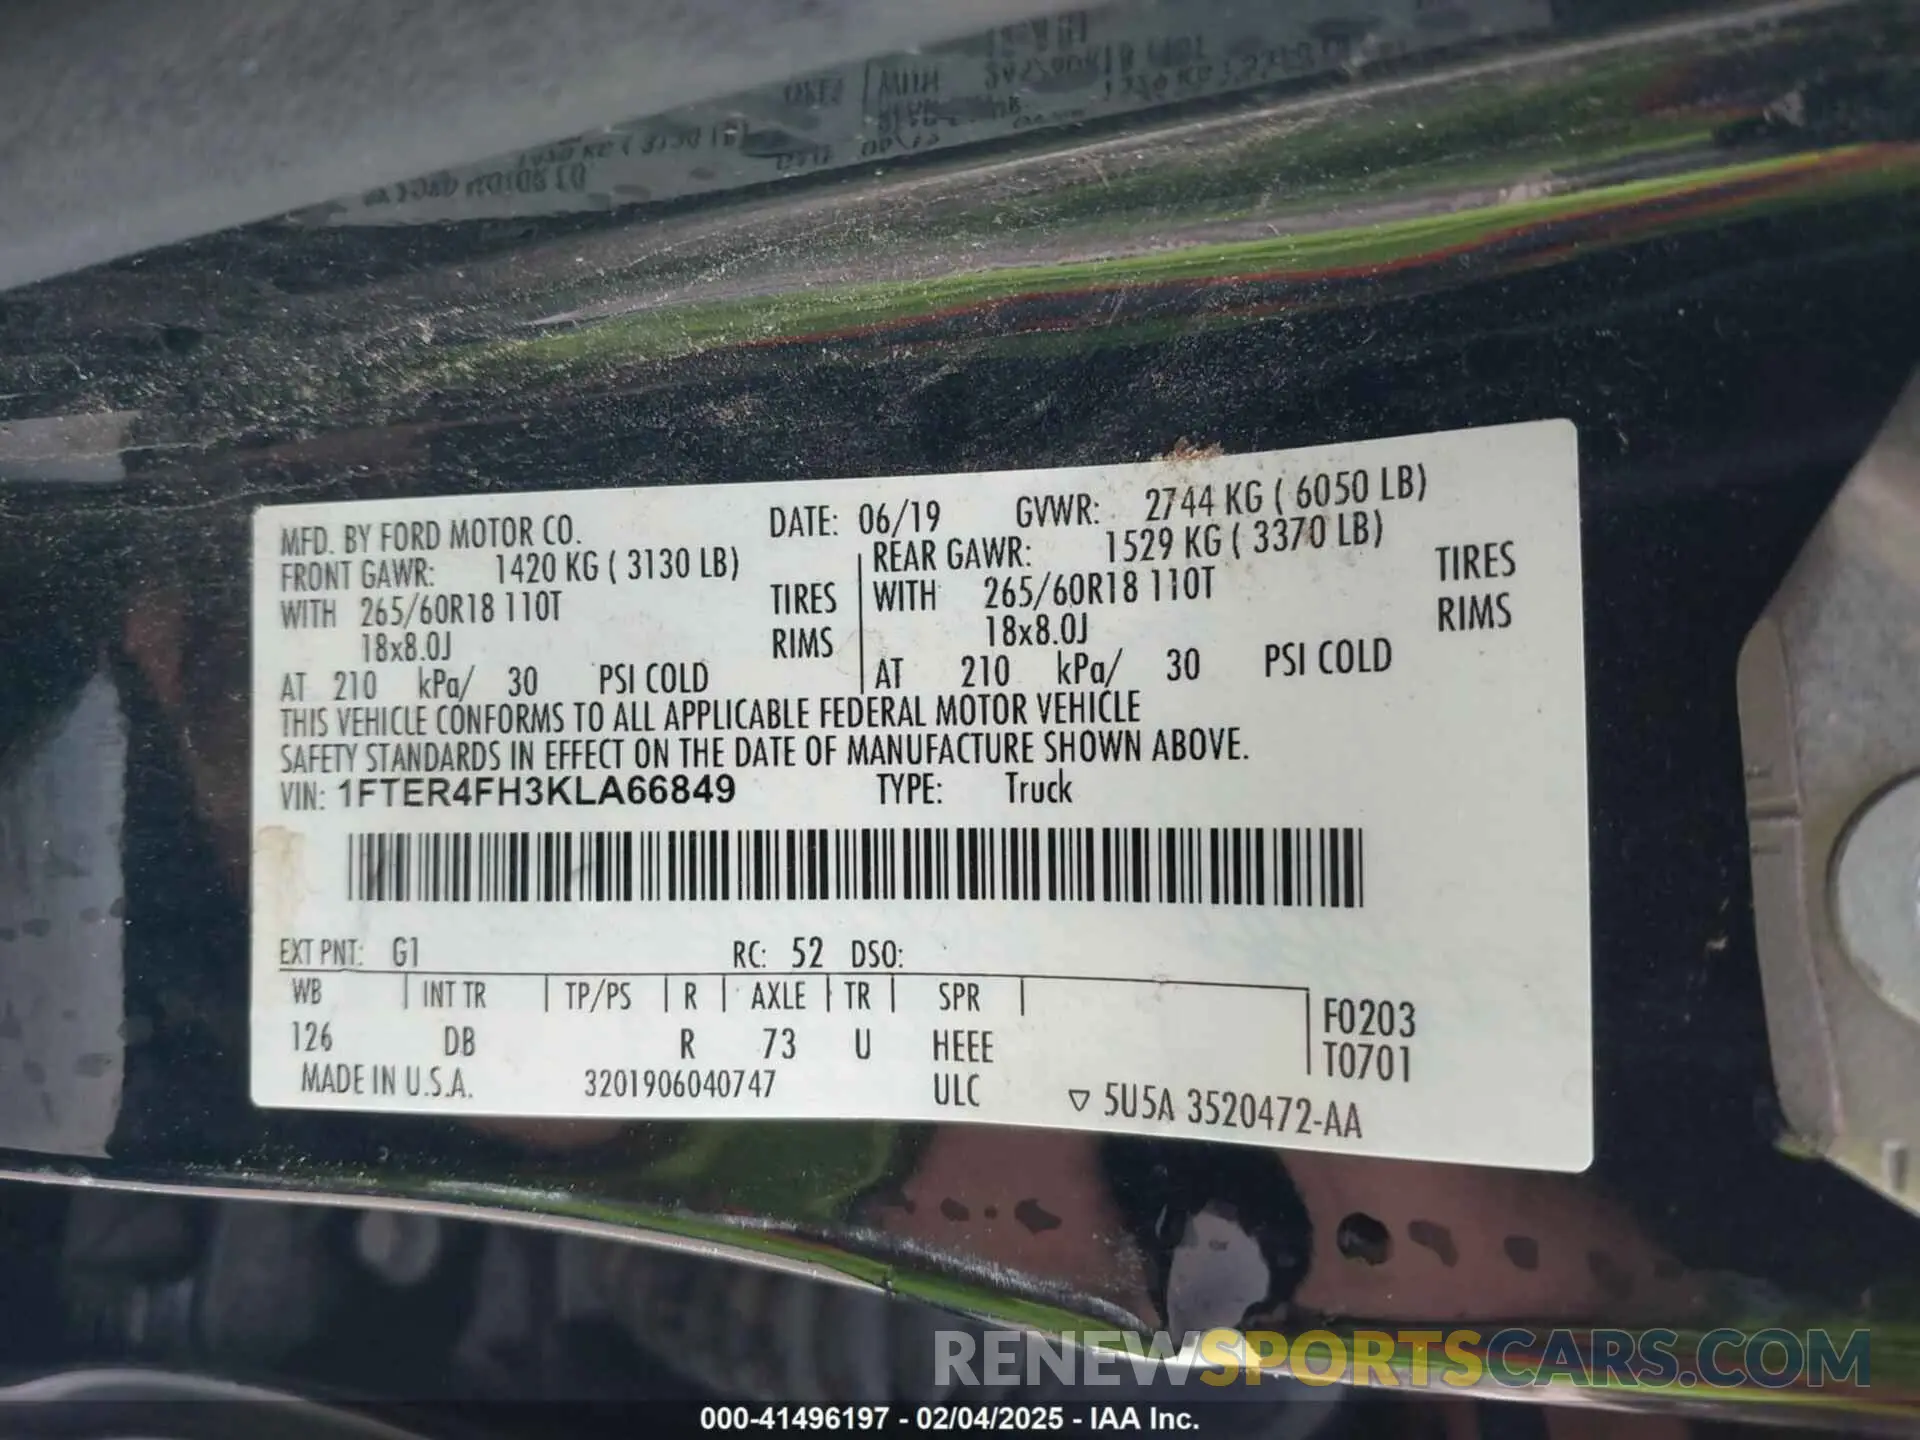 MFD. BY FORD MOTOR CO. DATE: 06/19 GVWR: 2744 KG ( 6050 LB)
FRONT GAWR: 1420 KG ( 3130 LB) REAR GAWR: 1529 KG ( 3370 LB)
WITH 265/60R18 110T TIRES WITH 265/60R18 110T TIRES
18x8.0J RIMS 18x8.0J RIMS
AT 210 kPa/ 30 PSI COLD AT 210 kPa/ 30 PSI COLD
THIS VEHICLE CONFORMS TO ALL APPLICABLE FEDERAL MOTOR VEHICLE
SAFETY STANDARDS IN EFFECT ON THE DATE OF MANUFACTURE SHOWN ABOVE.
VIN: 1FTER4FH3KLA66849 TYPE: Truck
EXT PNT: G1 RC: 52 DSO:
WB INT TR TP/PS R AXLE TR SPR F0203
126 DB R 73 U HEEE T0701
MADE IN U.S.A. 3201906040747 ULC ▽ 5U5A 3520472-AA
RENEWSPORTSCARS.COM
000-41496197 - 02/04/2025 - IAA Inc.